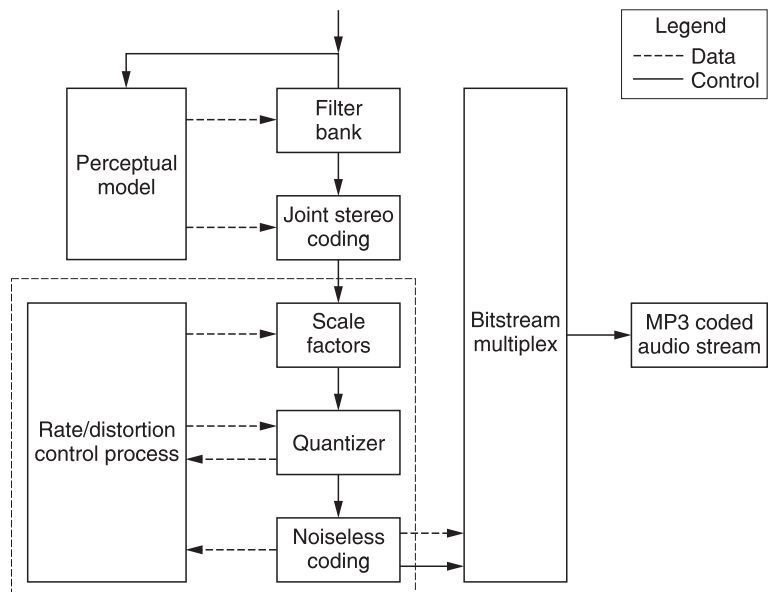 Legend
Data
Control
Filter
bank
Perceptual
model
Joint stereo
coding
Scale
factors
Bitstream
multiplex
MP3 coded
audio stream
Rate/distortion
control process
Quantizer
Noiseless
coding